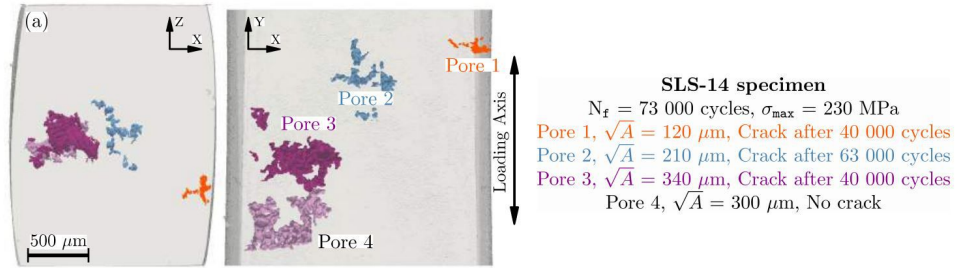 (a)
Z
X
500 μm
Y
X
Pore 1
Pore 2
Pore 3
Pore 4
Loading Axis
SLS-14 specimen
N_f = 73 000 cycles, σ_max = 230 MPa
Pore 1, √A = 120 μm, Crack after 40 000 cycles
Pore 2, √A = 210 μm, Crack after 63 000 cycles
Pore 3, √A = 340 μm, Crack after 40 000 cycles
Pore 4, √A = 300 μm, No crack